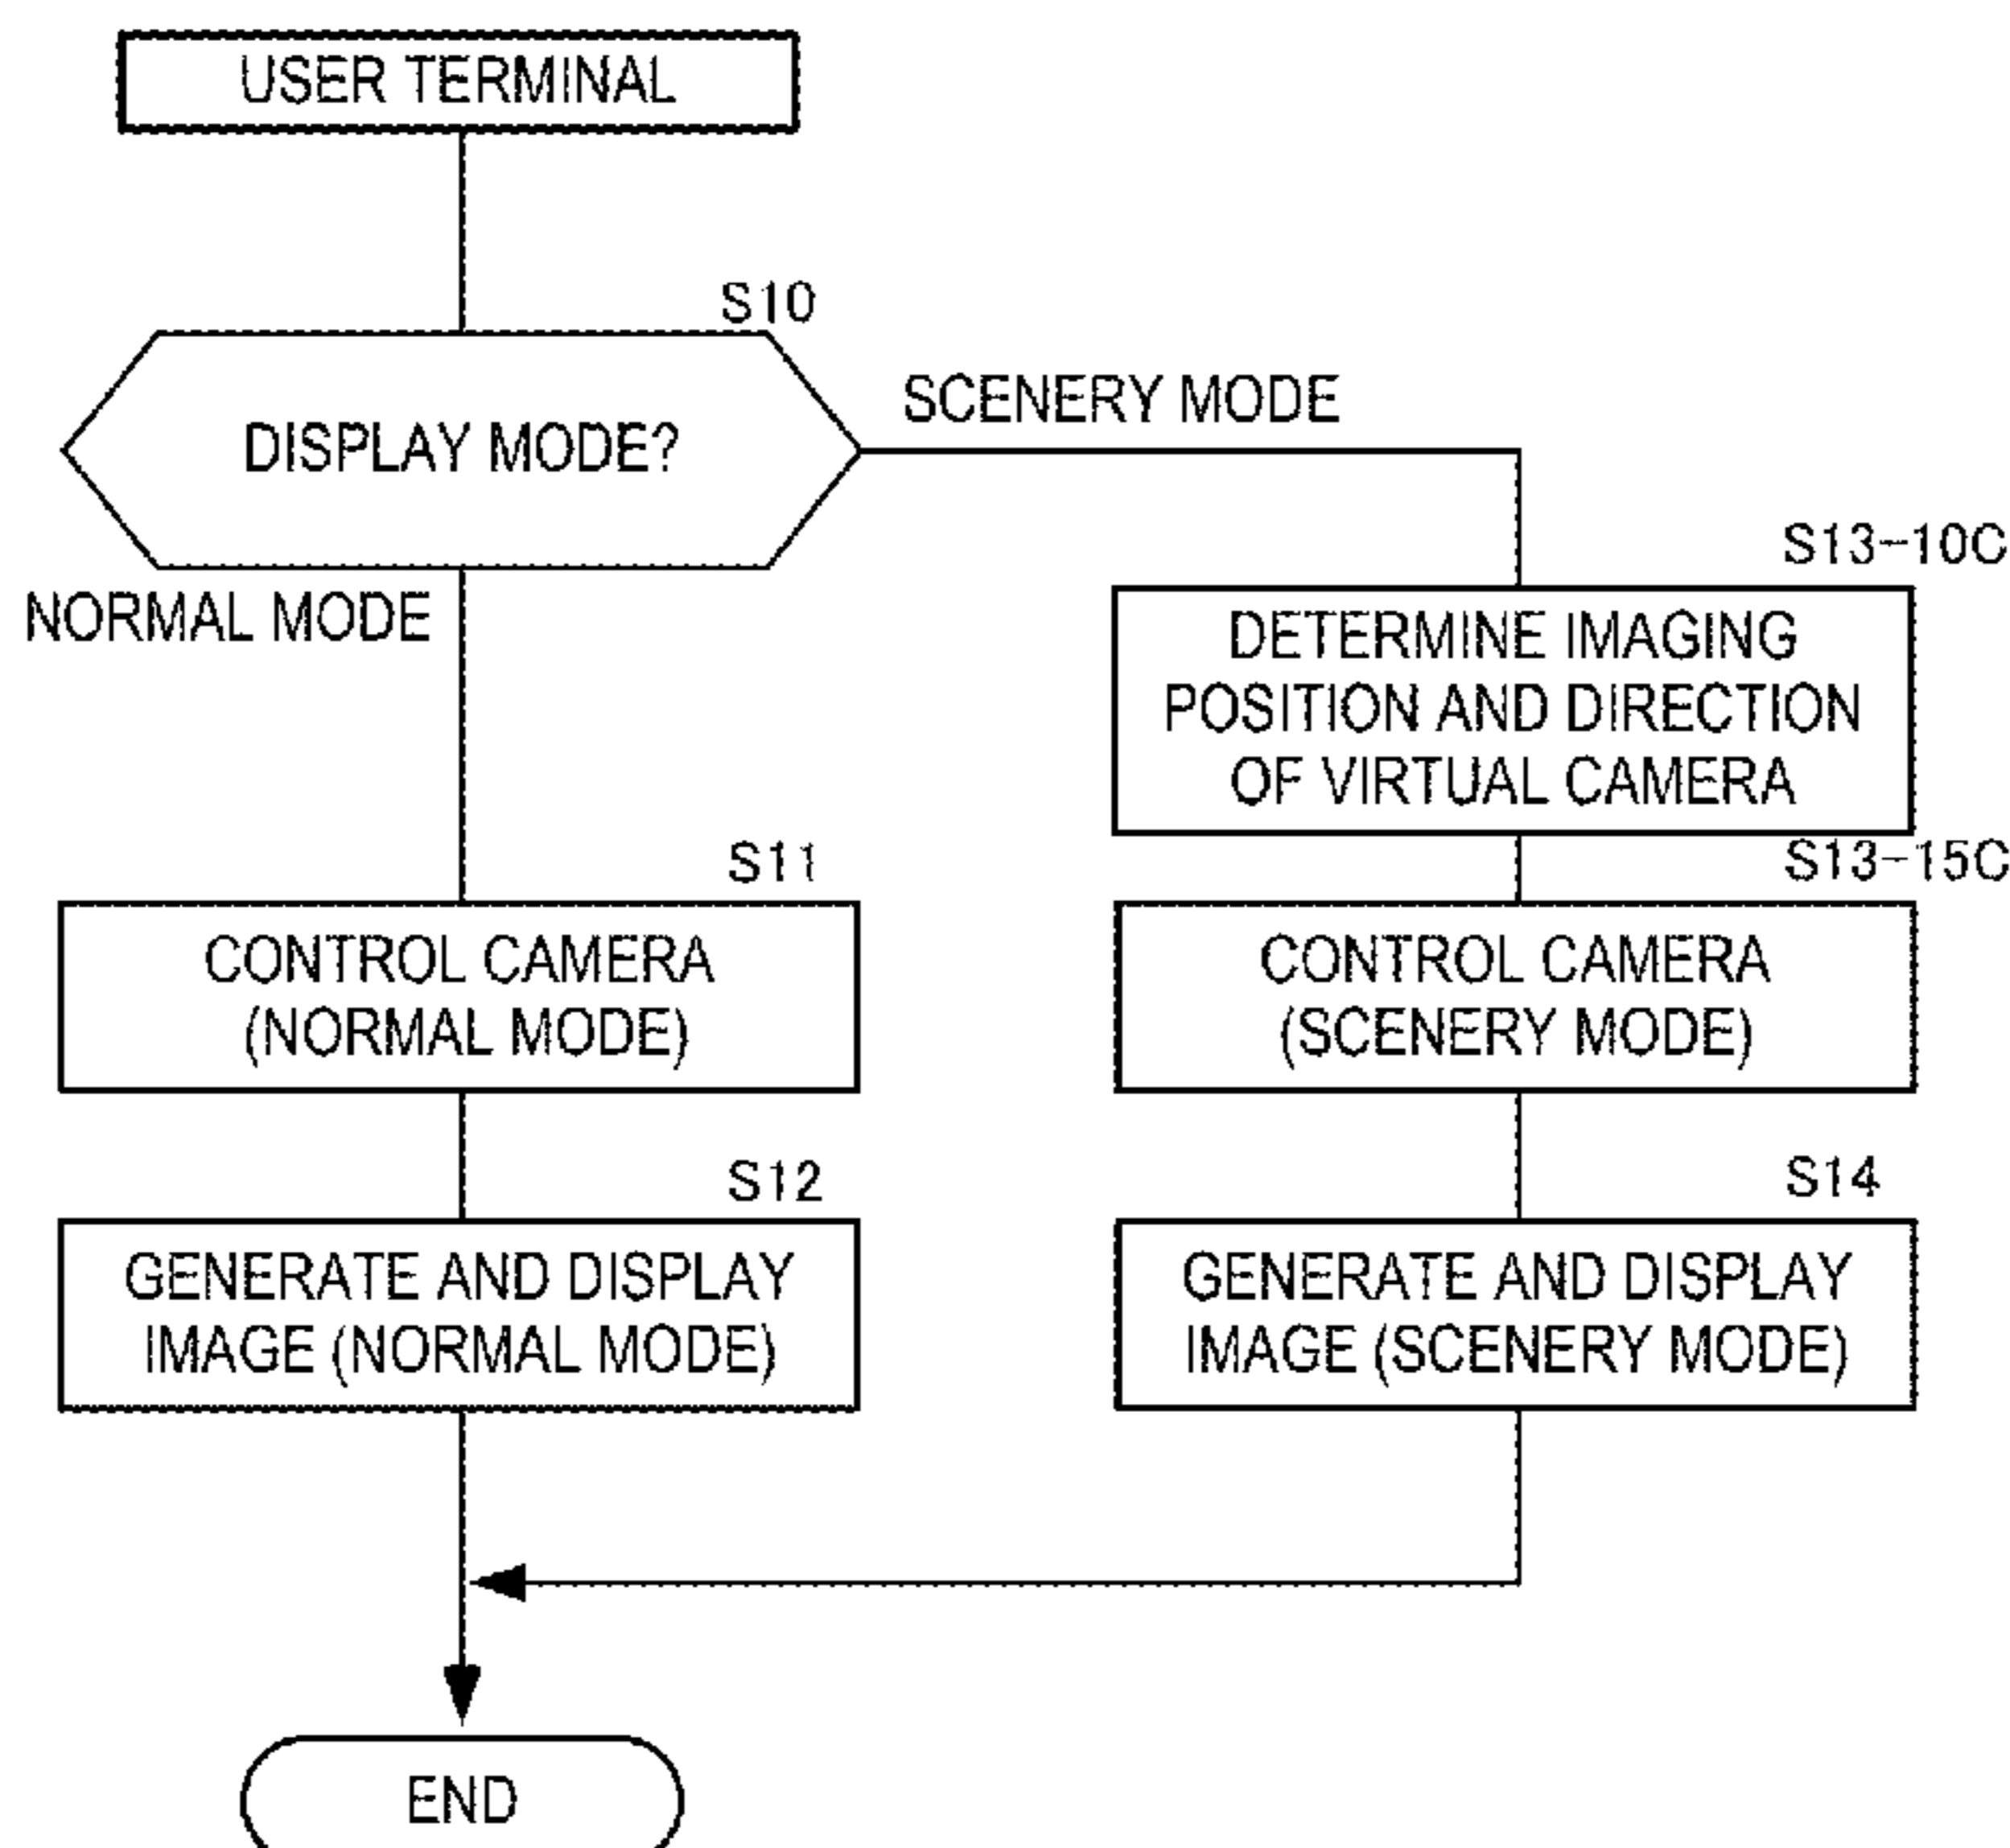 USER TERMINAL
S10
DISPLAY MODE?
SCENERY MODE
NORMAL MODE
S13-10C
DETERMINE IMAGING
POSITION AND DIRECTION
OF VIRTUAL CAMERA
S11
CONTROL CAMERA
(NORMAL MODE)
S13-15C
CONTROL CAMERA
(SCENERY MODE)
S12
GENERATE AND DISPLAY
IMAGE (NORMAL MODE)
S14
GENERATE AND DISPLAY
IMAGE (SCENERY MODE)
END